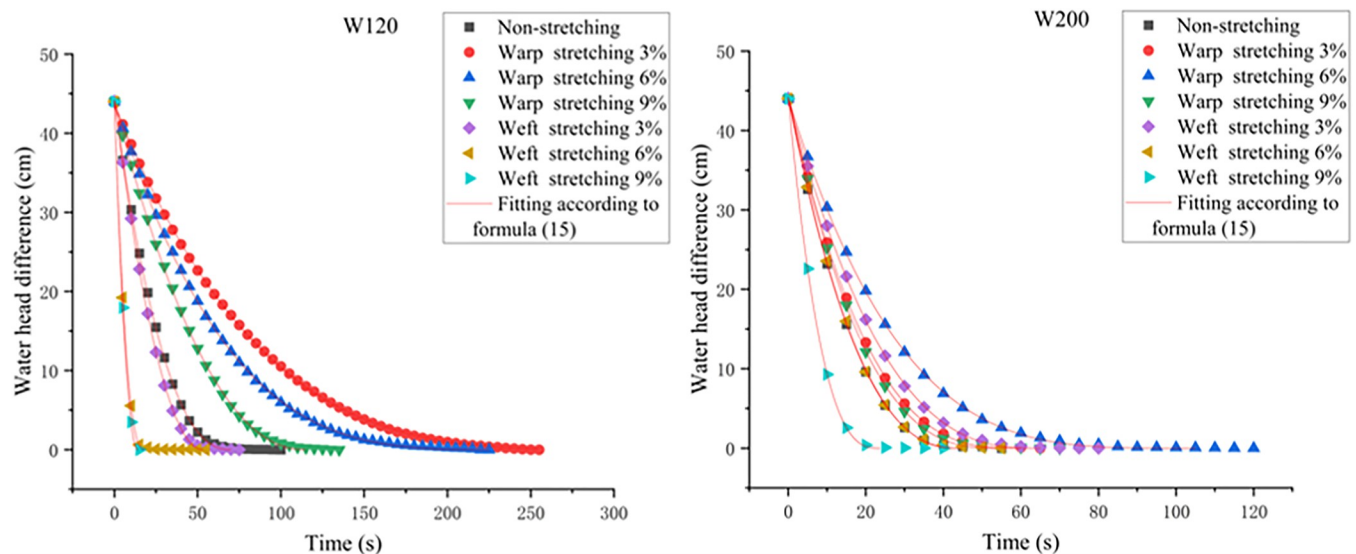 W120
Non-stretching
Warp stretching 3%
Warp stretching 6%
Warp stretching 9%
Weft stretching 3%
Weft stretching 6%
Weft stretching 9%
Fitting according to
formula (15)
50
40
30
20
10
0
Water head difference (cm)
0 50 100 150 200 250 300
Time (s)
W200
Non-stretching
Warp stretching 3%
Warp stretching 6%
Warp stretching 9%
Weft stretching 3%
Weft stretching 6%
Weft stretching 9%
Fitting according to
formula (15)
50
40
30
20
10
0
Water head difference (cm)
0 20 40 60 80 100 120
Time (s)